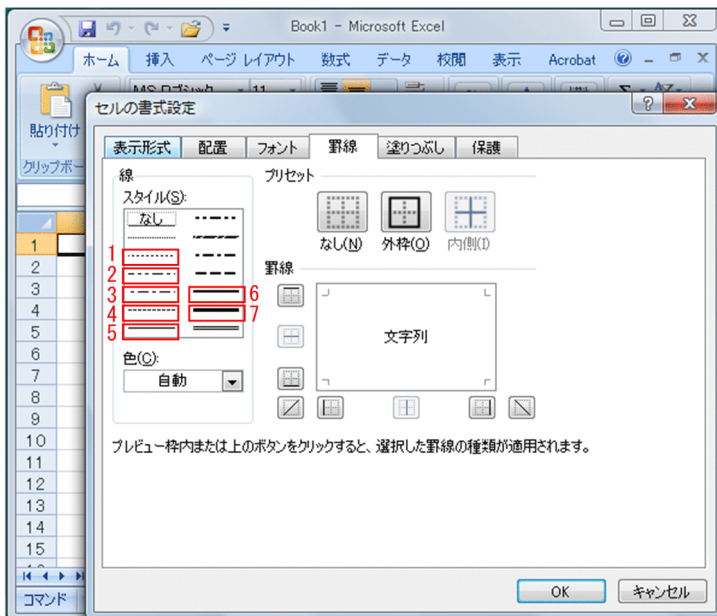 Book1 - Microsoft Excel
ホーム 挿入 ページ レイアウト 数式 データ 校閲 表示 Acrobat
貼り付け
クリップボー
セルの書式設定
表示形式 配置 フォント 罫線 塗りつぶし 保護
線 プリセット
スタイル(S):
なし
なし(N) 外枠(O) 内側(I)
罫線
1
2
3 6
4 7
5
文字列
色(C):
自動
プレビュー枠内または上のボタンをクリックすると、選択した罫線の種類が適用されます。
1
2
3
4
5
6
7
8
9
10
11
12
13
14
15
コマンド
OK キャンセル